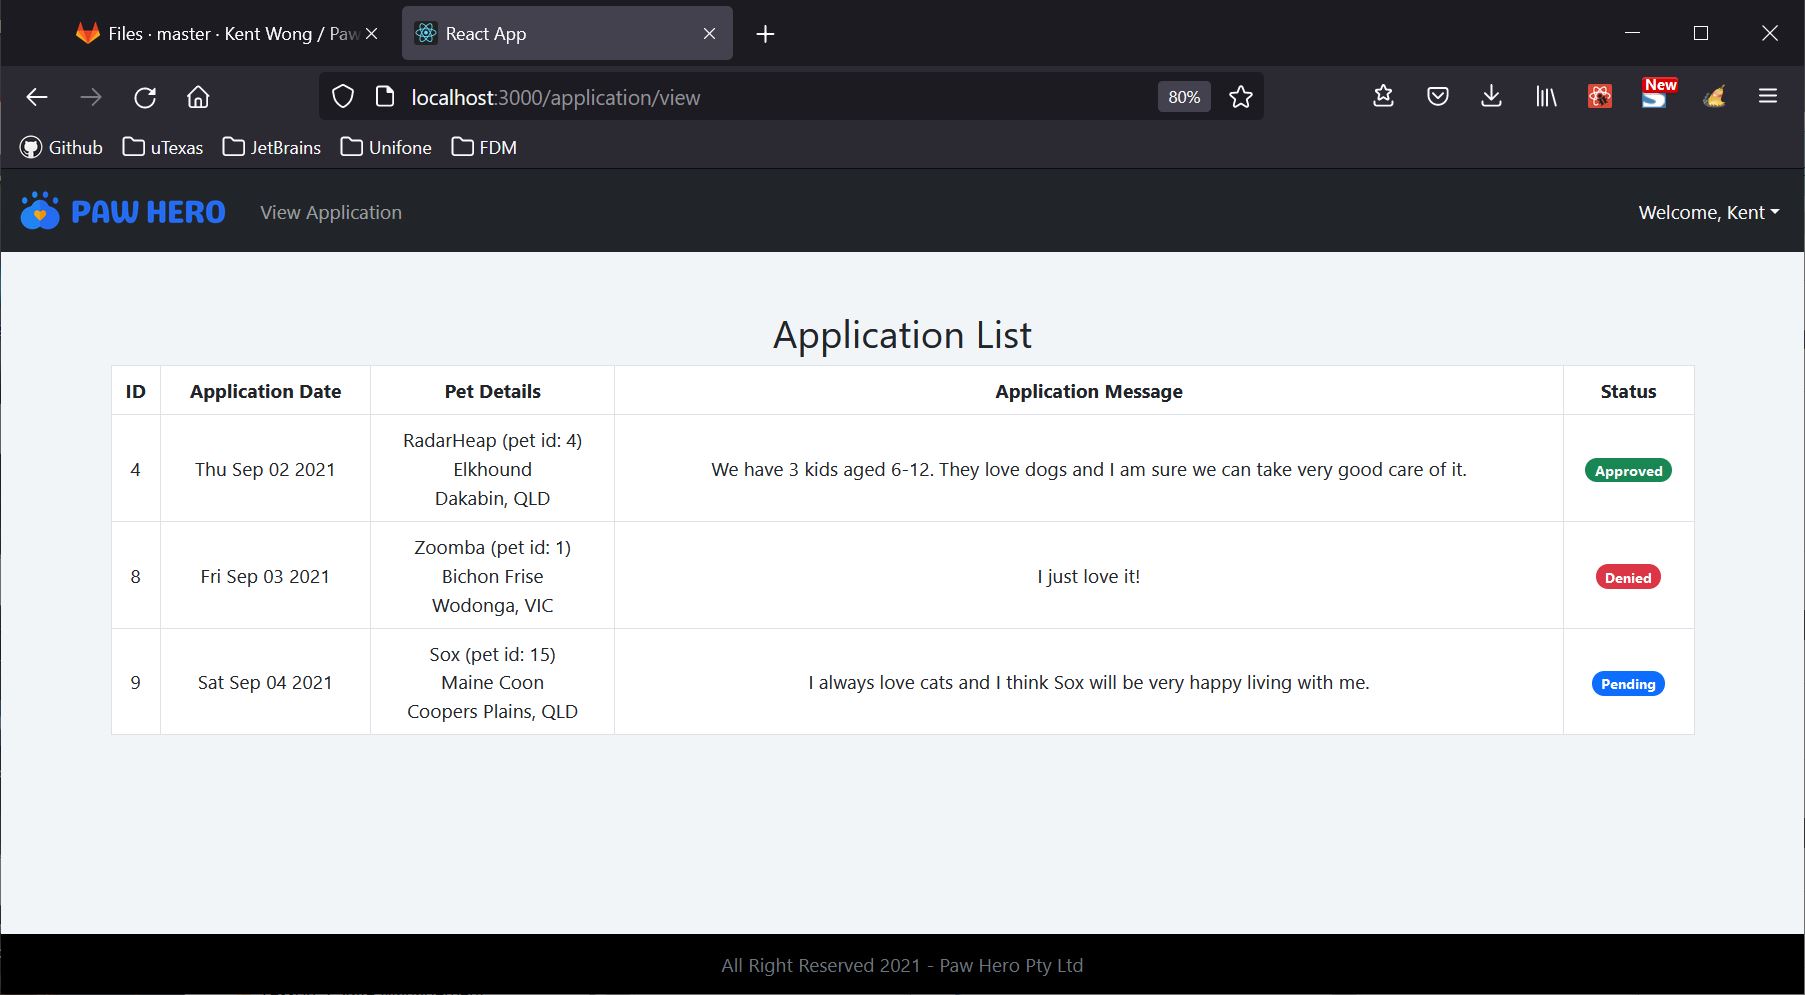 Files · master · Kent Wong / Paw
React App
localhost:3000/application/view
80%
New
S
Github
uTexas
JetBrains
Unifone
FDM
PAW HERO
View Application
Welcome, Kent
Application List
ID Application Date Pet Details Application Message Status
RadarHeap (pet id: 4)
4 Thu Sep 02 2021 Elkhound We have 3 kids aged 6-12. They love dogs and I am sure we can take very good care of it. Approved
Dakabin, QLD
Zoomba (pet id: 1)
8 Fri Sep 03 2021 Bichon Frise I just love it! Denied
Wodonga, VIC
Sox (pet id: 15)
9 Sat Sep 04 2021 Maine Coon I always love cats and I think Sox will be very happy living with me. Pending
Coopers Plains, QLD
All Right Reserved 2021 - Paw Hero Pty Ltd